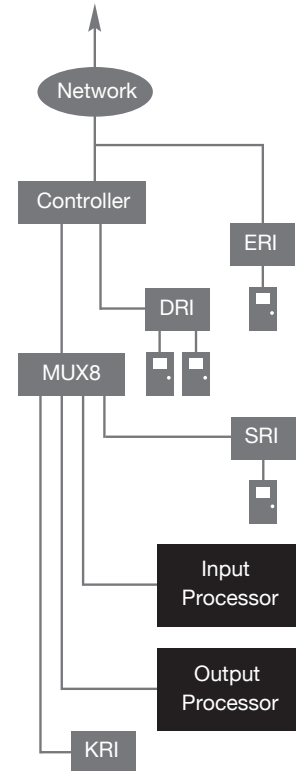 Network
Controller
ERI
DRI
MUX8
SRI
Input
Processor
Output
Processor
KRI